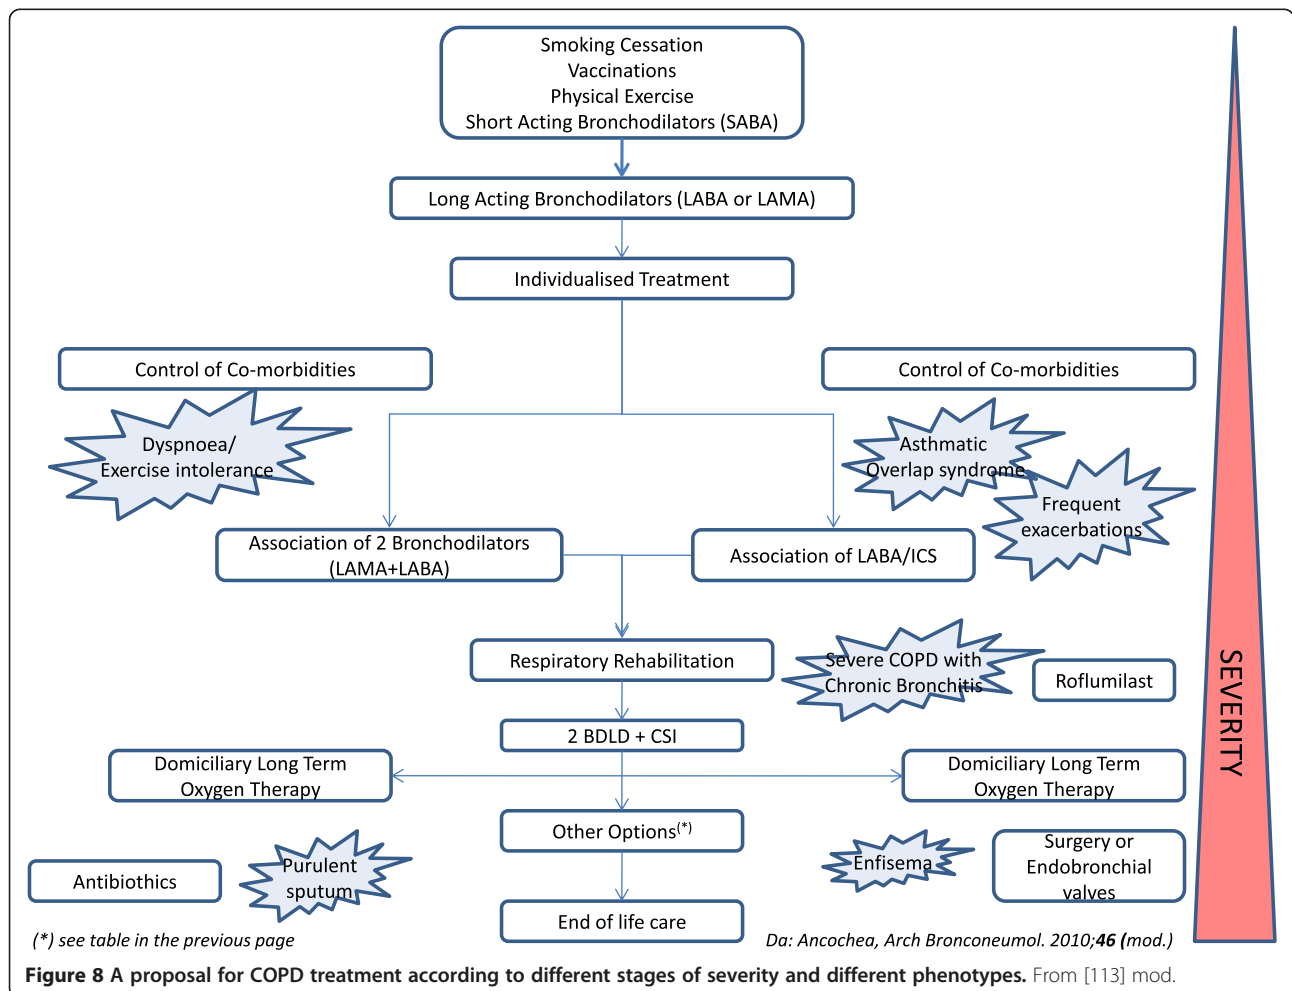 Smoking Cessation
Vaccinations
Physical Exercise
Short Acting Bronchodilators (SABA)
Long Acting Bronchodilators (LABA or LAMA)
Individualised Treatment
Control of Co-morbidities
Control of Co-morbidities
Dyspnoea/
Exercise intolerance
Asthmatic
Overlap syndrome
Frequent
exacerbations
Association of 2 Bronchodilators
(LAMA+LABA)
Association of LABA/ICS
Respiratory Rehabilitation
Severe COPD with
Chronic Bronchitis
Roflumilast
2 BDLD + CSI
Domiciliary Long Term
Oxygen Therapy
Domiciliary Long Term
Oxygen Therapy
Other Options(*)
Antibiothics
Purulent
sputum
Enfisema
Surgery or
Endobronchial
valves
End of life care
SEVERITY
(*) see table in the previous page
Da: Ancochea, Arch Bronconeumol. 2010;46 (mod.)
Figure 8 A proposal for COPD treatment according to different stages of severity and different phenotypes. From [113] mod.